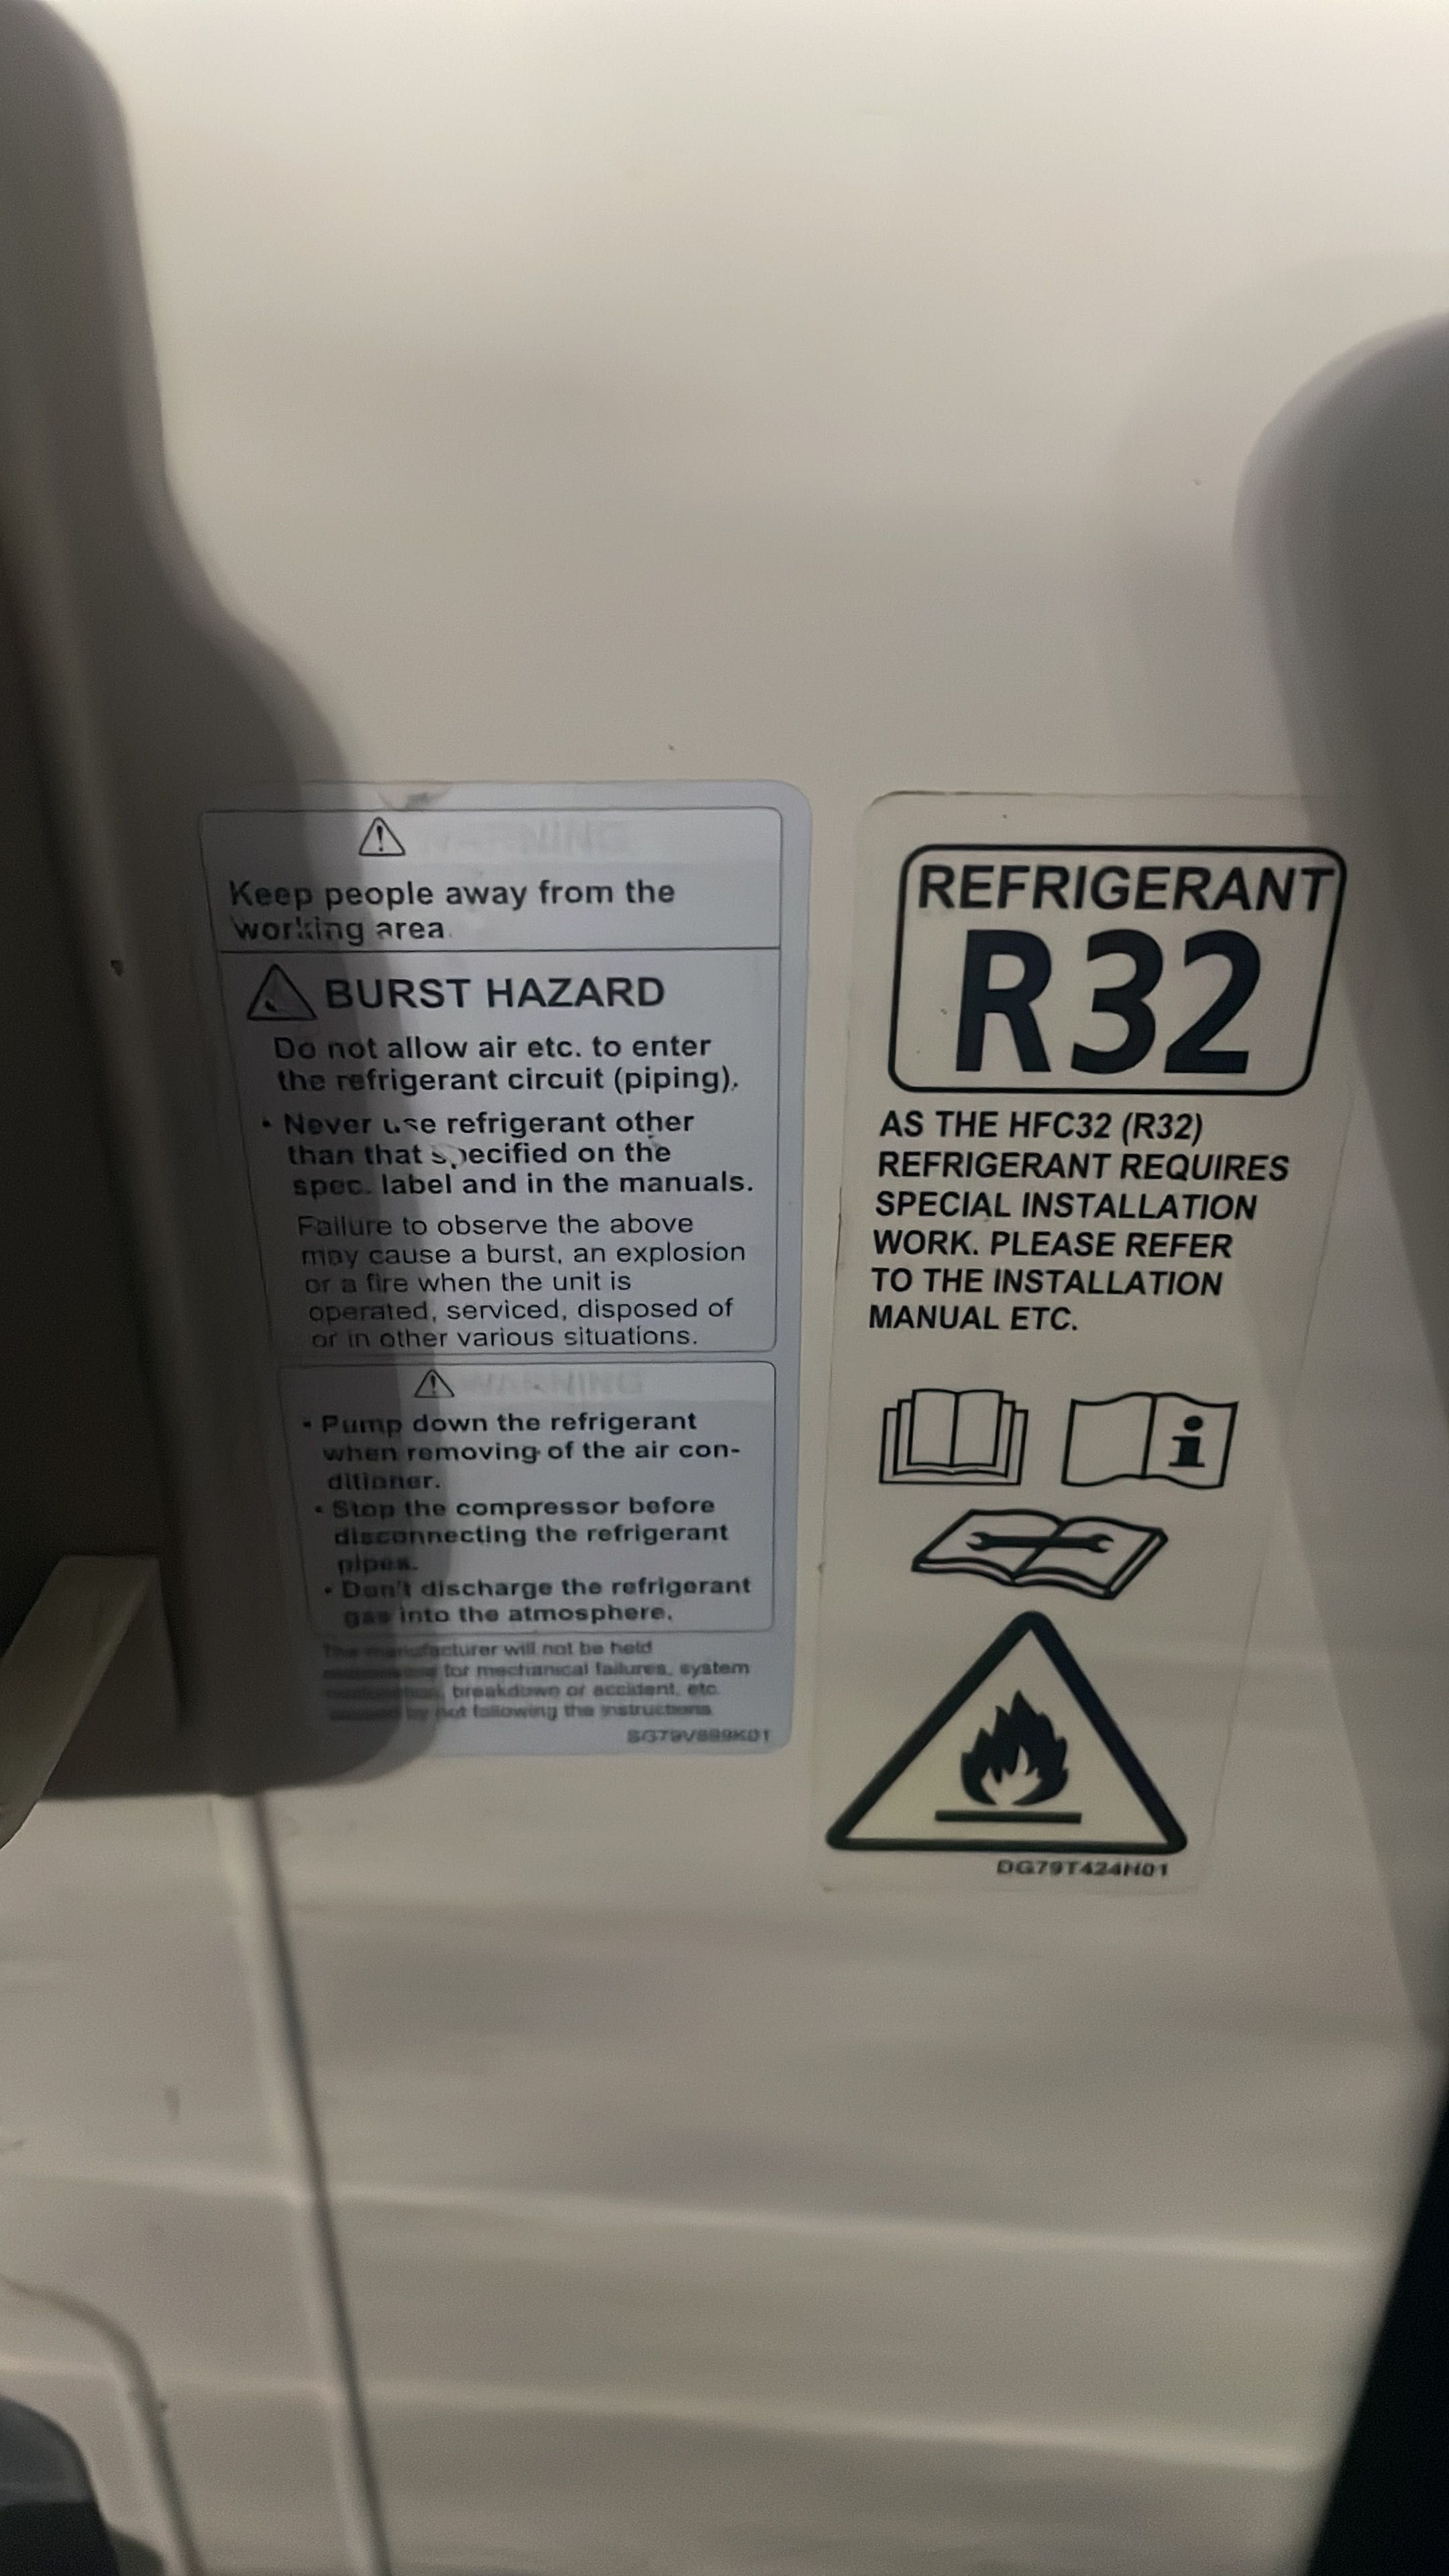 WARNING
Keep people away from the
working area.
BURST HAZARD
Do not allow air etc. to enter
the refrigerant circuit (piping).
• Never use refrigerant other
than that specified on the
spec. label and in the manuals.
Failure to observe the above
may cause a burst, an explosion
or a fire when the unit is
operated, serviced, disposed of
or in other various situations.
WARNING
• Pump down the refrigerant
when removing of the air con-
ditioner.
• Stop the compressor before
disconnecting the refrigerant
pipes.
• Don't discharge the refrigerant
gas into the atmosphere.
The manufacturer will not be held
for mechanical failures, system
breakdown or accident, etc.
by not following the instructions.
REFRIGERANT
R32
AS THE HFC32 (R32)
REFRIGERANT REQUIRES
SPECIAL INSTALLATION
WORK. PLEASE REFER
TO THE INSTALLATION
MANUAL ETC.
DG79T424H01